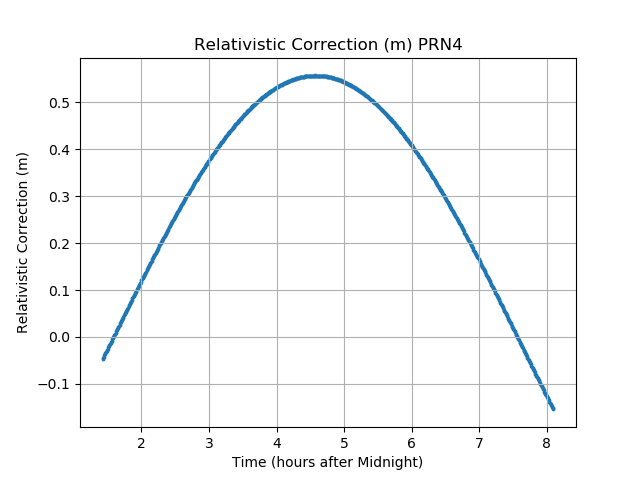 Relativistic Correction (m) PRN4
Relativistic Correction (m)
0.5
0.4
0.3
0.2
0.1
0.0
−0.1
2 3 4 5 6 7 8
Time (hours after Midnight)